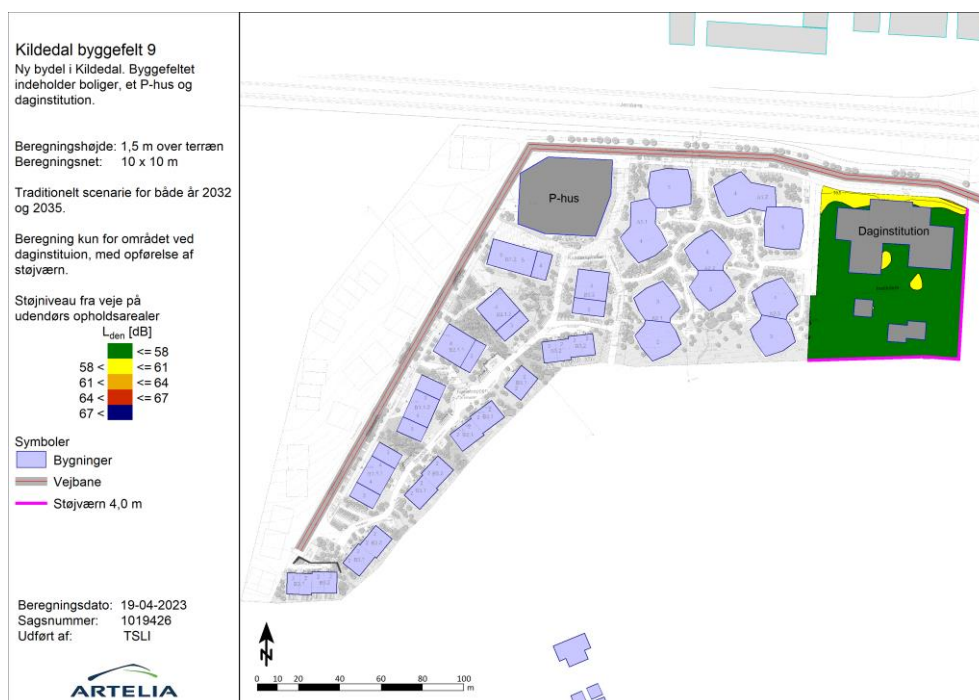 Kildedal byggefelt 9
Ny bydel i Kildedal. Byggefeltet
indeholder boliger, et P-hus og
daginstitution.
Beregningshøjde: 1,5 m over terræn
Beregningsnet: 10 x 10 m
Traditionelt scenarie for både år 2032
og 2035.
Beregning kun for området ved
daginstituion, med opførelse af
støjværn.
Støjniveau fra veje på
udendørs opholdsarealer
Lden [dB]
<= 58
58 < <= 61
61 < <= 64
64 < <= 67
67 <
Symboler
Bygninger
Vejbane
Støjværn 4,0 m
Beregningsdato: 19-04-2023
Sagsnummer: 1019426
Udført af: TSLI
ARTELIA
P-hus
Daginstitution
N
0 10 20 40 60 80 100
m